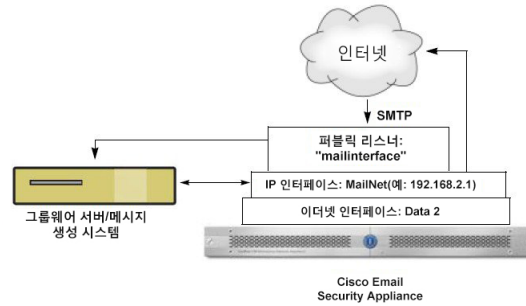 인터넷
SMTP
퍼블릭 리스너:
"mailinterface"
IP 인터페이스: MailNet(예: 192.168.2.1)
이더넷 인터페이스: Data 2
그룹웨어 서버/메시지
생성 시스템
Cisco Email
Security Appliance